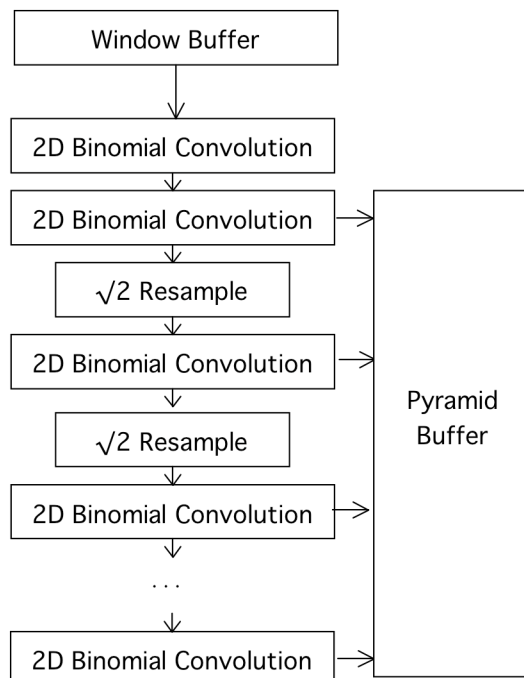 Window Buffer
2D Binomial Convolution
2D Binomial Convolution
√2 Resample
2D Binomial Convolution
√2 Resample
2D Binomial Convolution
...
2D Binomial Convolution
Pyramid
Buffer